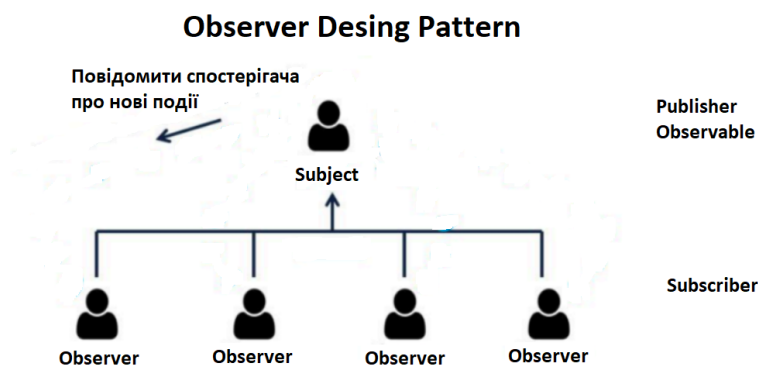 Observer Desing Pattern
Повідомити спостерігача
про нові події
Publisher
Observable
Subject
Subscriber
Observer
Observer
Observer
Observer